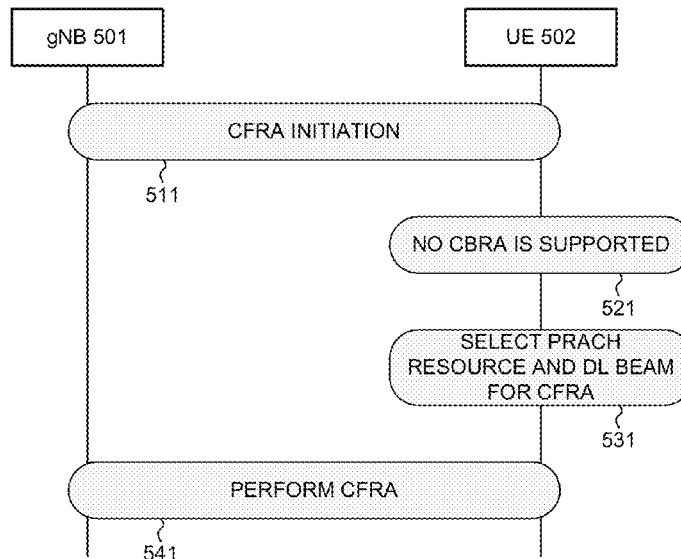 gNB 501
UE 502
CFRA INITIATION
511
NO CBRA IS SUPPORTED
521
SELECT PRACH
RESOURCE AND DL BEAM
FOR CFRA
531
PERFORM CFRA
541